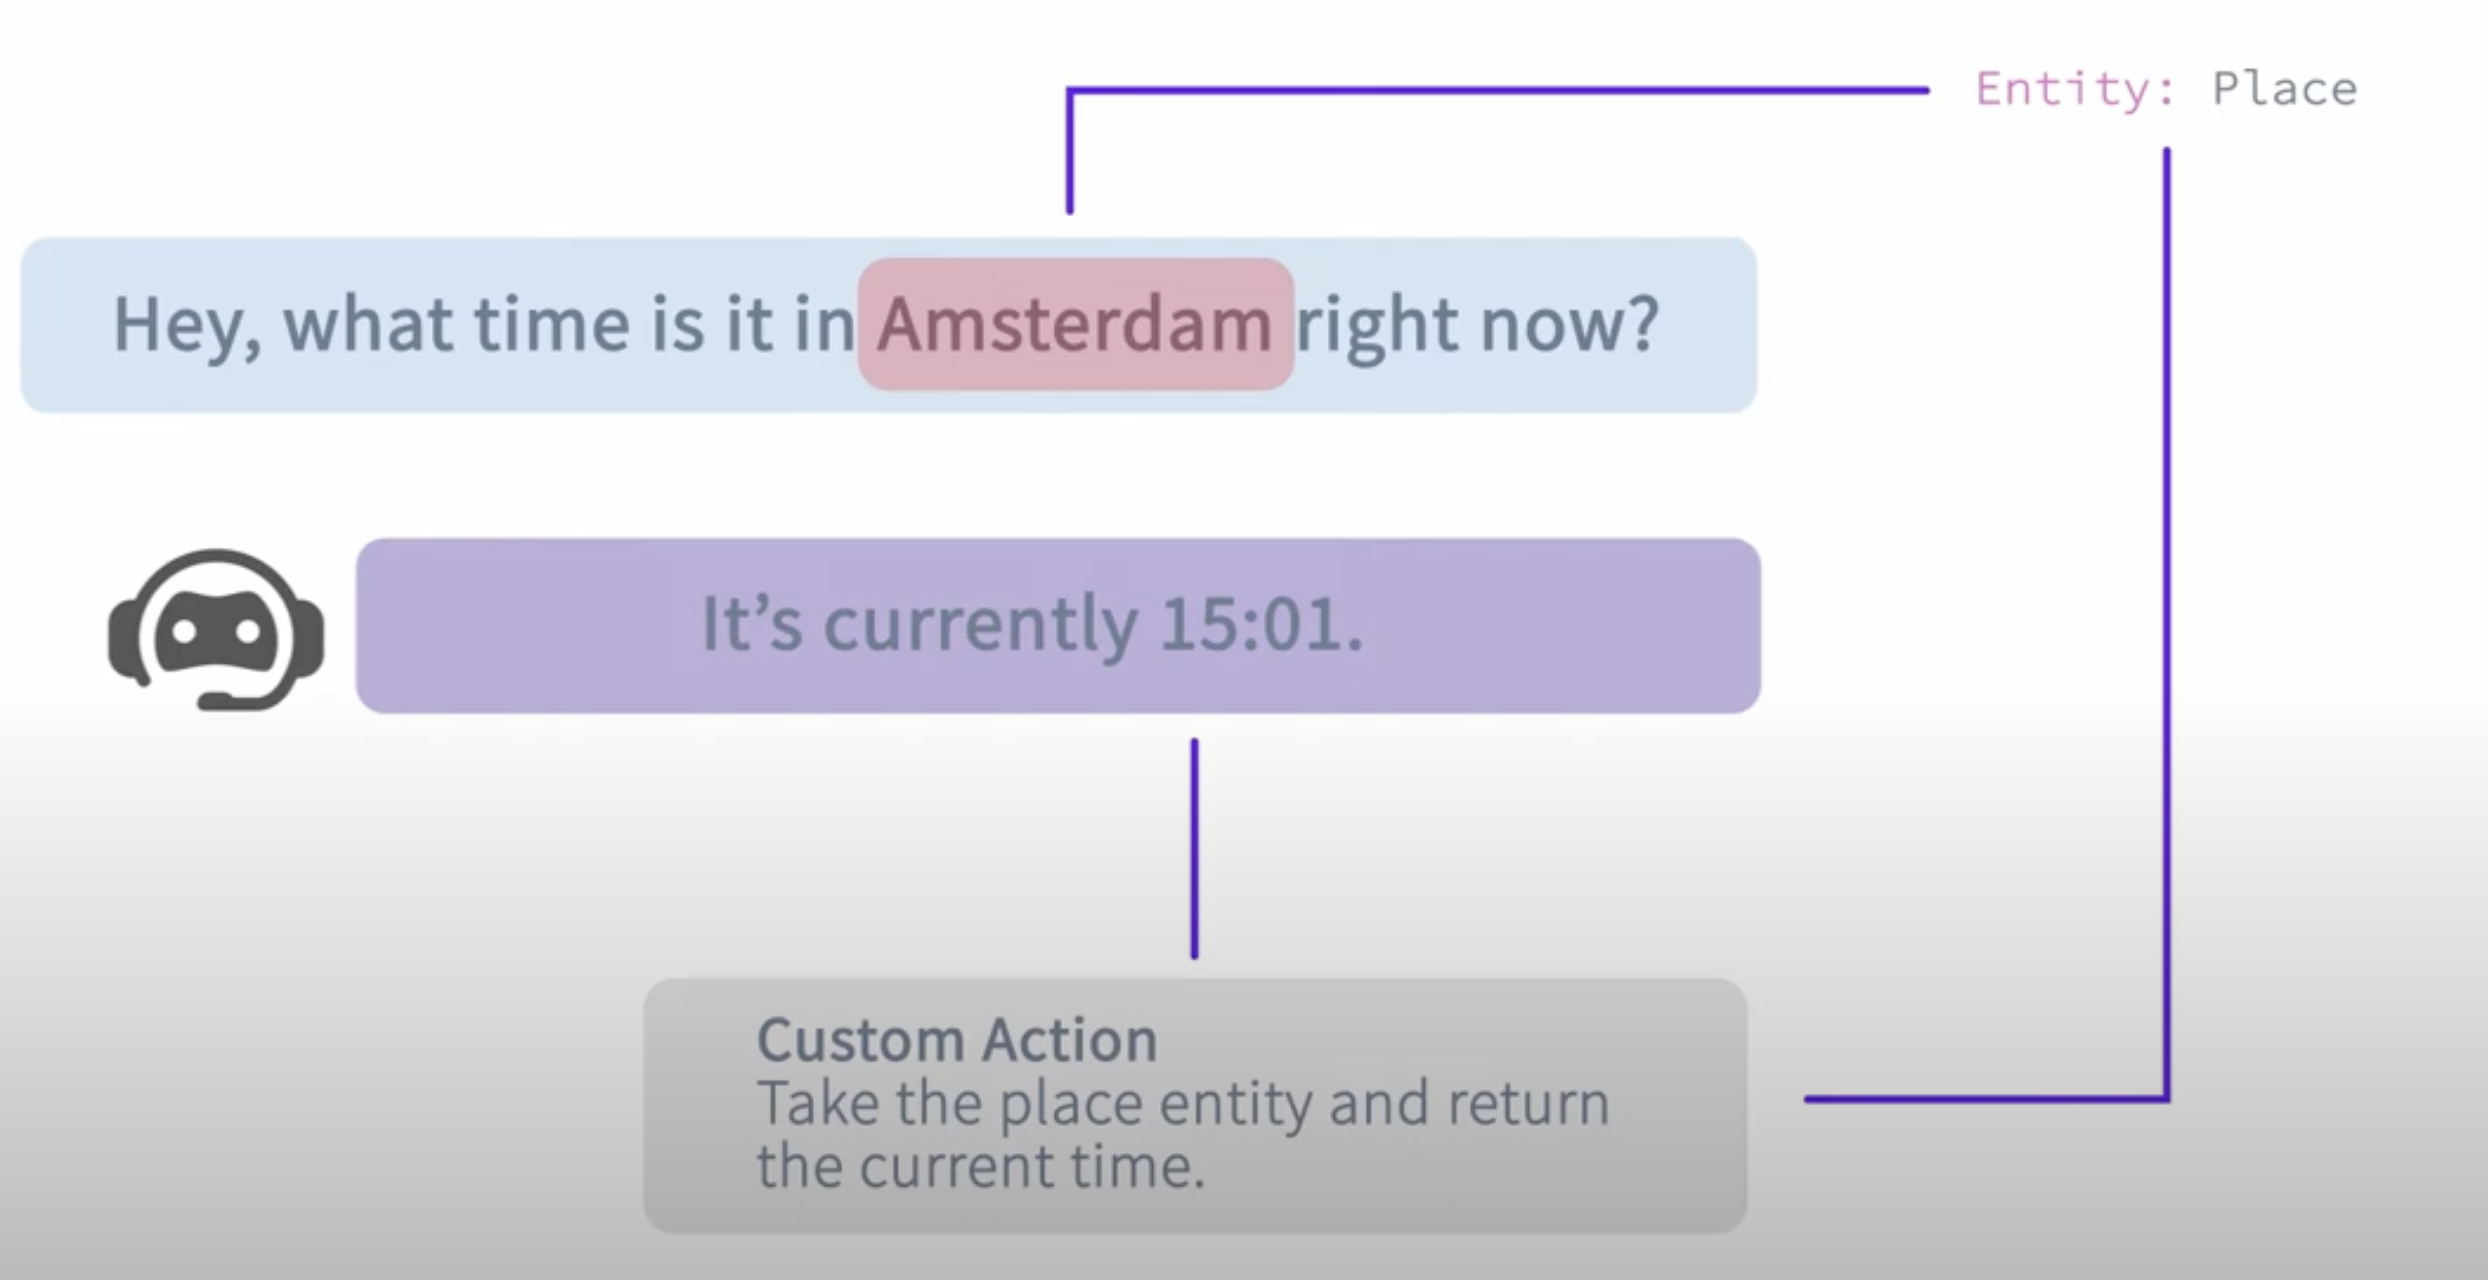 Entity: Place
Hey, what time is it in Amsterdam right now?
It’s currently 15:01.
Custom Action
Take the place entity and return
the current time.